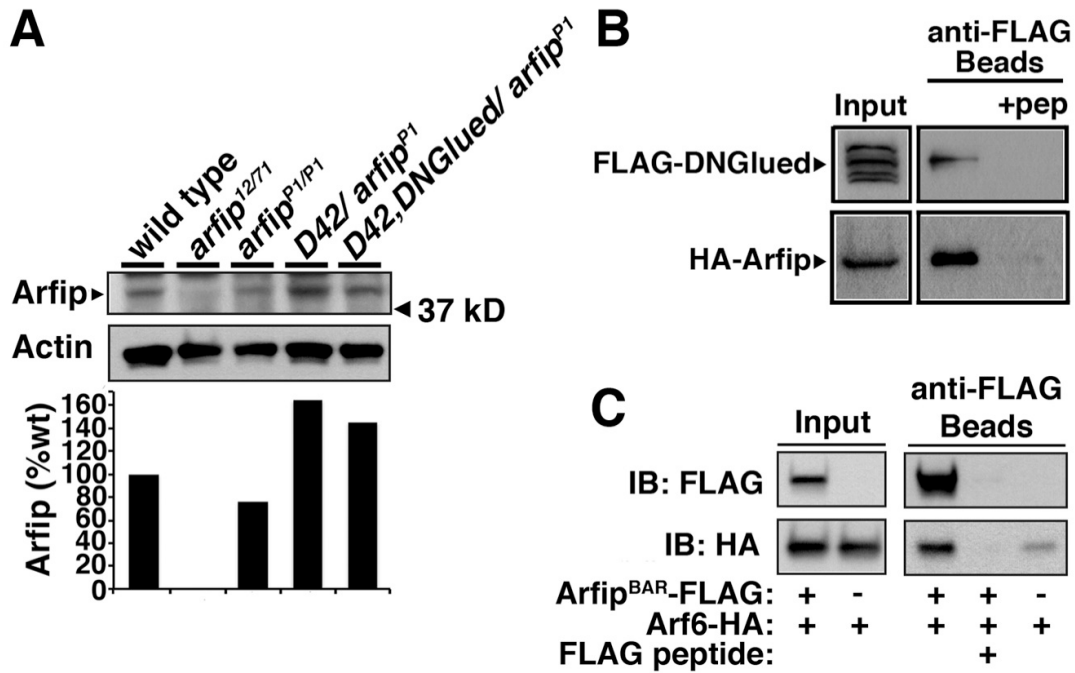 A
wild type
arfip12/71
arfipP1/P1
D42/ arfipP1
D42,DNGlued/ arfipP1
Arfip
37 kD
Actin
Arfip (%wt)
160
140
120
100
80
60
40
20
0
B
anti-FLAG
Beads
Input
+pep
FLAG-DNGlued
HA-Arfip
C
Input
anti-FLAG
Beads
IB: FLAG
IB: HA
ArfipBAR-FLAG: + - + + -
Arf6-HA: + + + + +
FLAG peptide: +